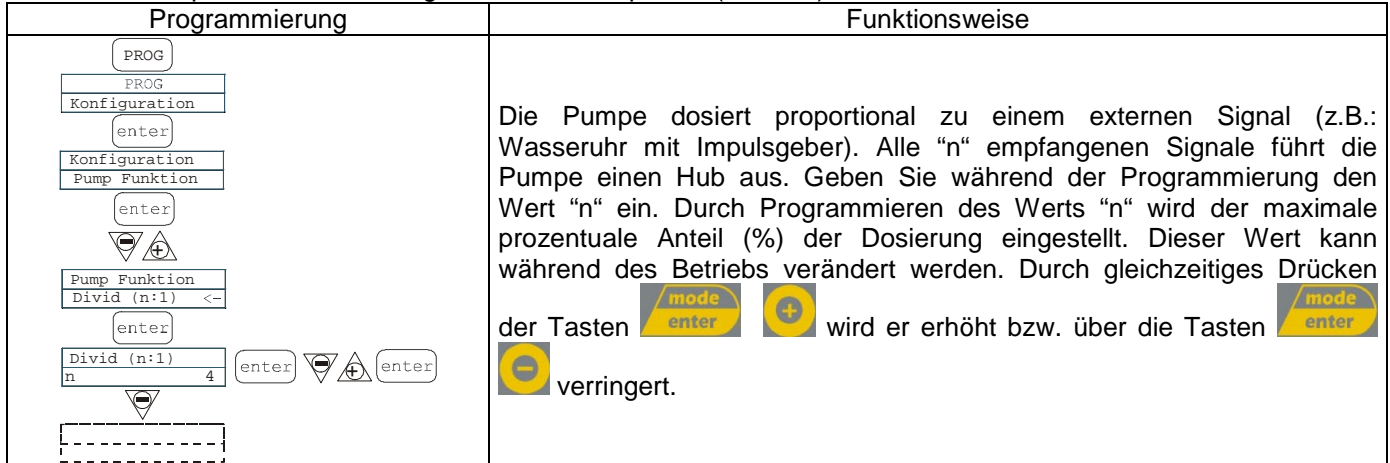 Programmierung
Funktionsweise
PROG
PROG
Konfiguration
enter
Konfiguration
Pump Funktion
enter
Pump Funktion
Divid (n:1) <-
enter
Divid (n:1)
n 4
enter
enter
Die Pumpe dosiert proportional zu einem externen Signal (z.B.:
Wasseruhr mit Impulsgeber). Alle “n“ empfangenen Signale führt die
Pumpe einen Hub aus. Geben Sie während der Programmierung den
Wert “n“ ein. Durch Programmieren des Werts “n“ wird der maximale
prozentuale Anteil (%) der Dosierung eingestellt. Dieser Wert kann
während des Betriebs verändert werden. Durch gleichzeitiges Drücken
der Tasten mode enter + wird er erhöht bzw. über die Tasten mode enter
- verringert.